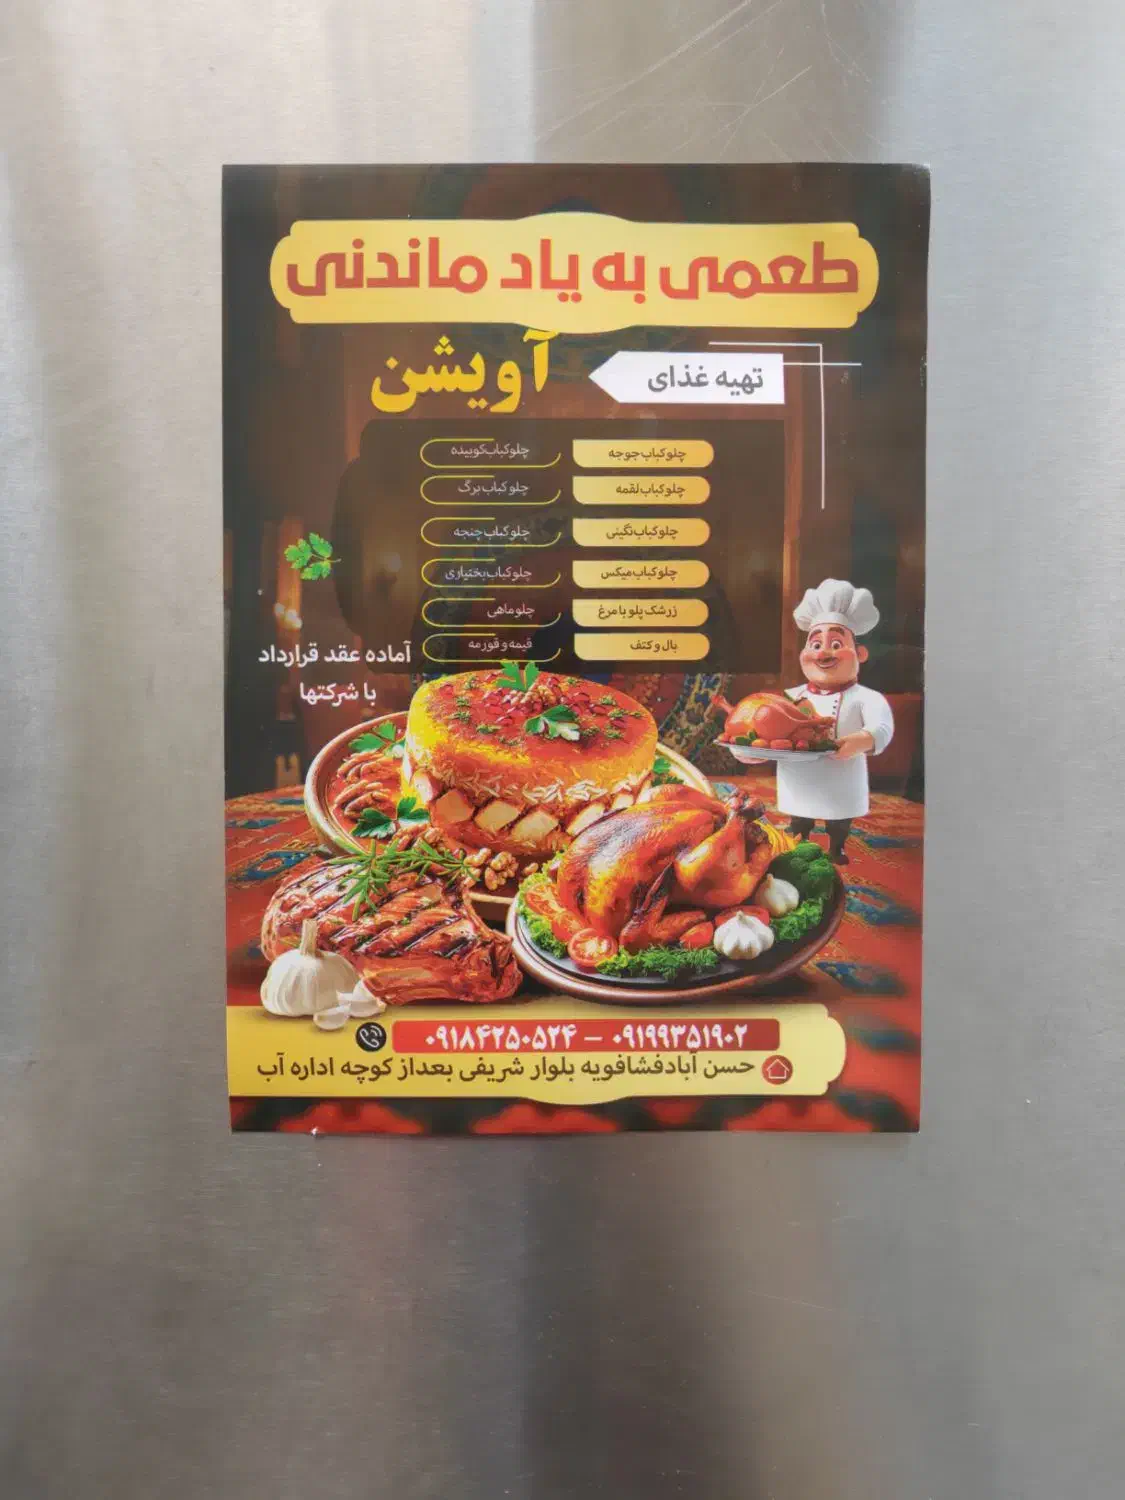 طعمی به یاد ماندنی
تهیه غذای
آویشن
چلوکباب جوجه
چلوکباب کوبیده
چلوکباب لقمه
چلوکباب برگ
چلوکباب نگینی
چلوکباب چنجه
چلوکباب میکس
چلوکباب بختیاری
زرشک پلو با مرغ
چلو ماهی
بال و کتف
قیمه و قورمه
آماده عقد قرارداد
با شرکتها
۰۹۱۹۹۳۵۱۹۰۲ – ۰۹۱۸۴۲۵۰۵۲۴
حسن آبادفشافویه بلوار شریفی بعداز کوچه اداره آب